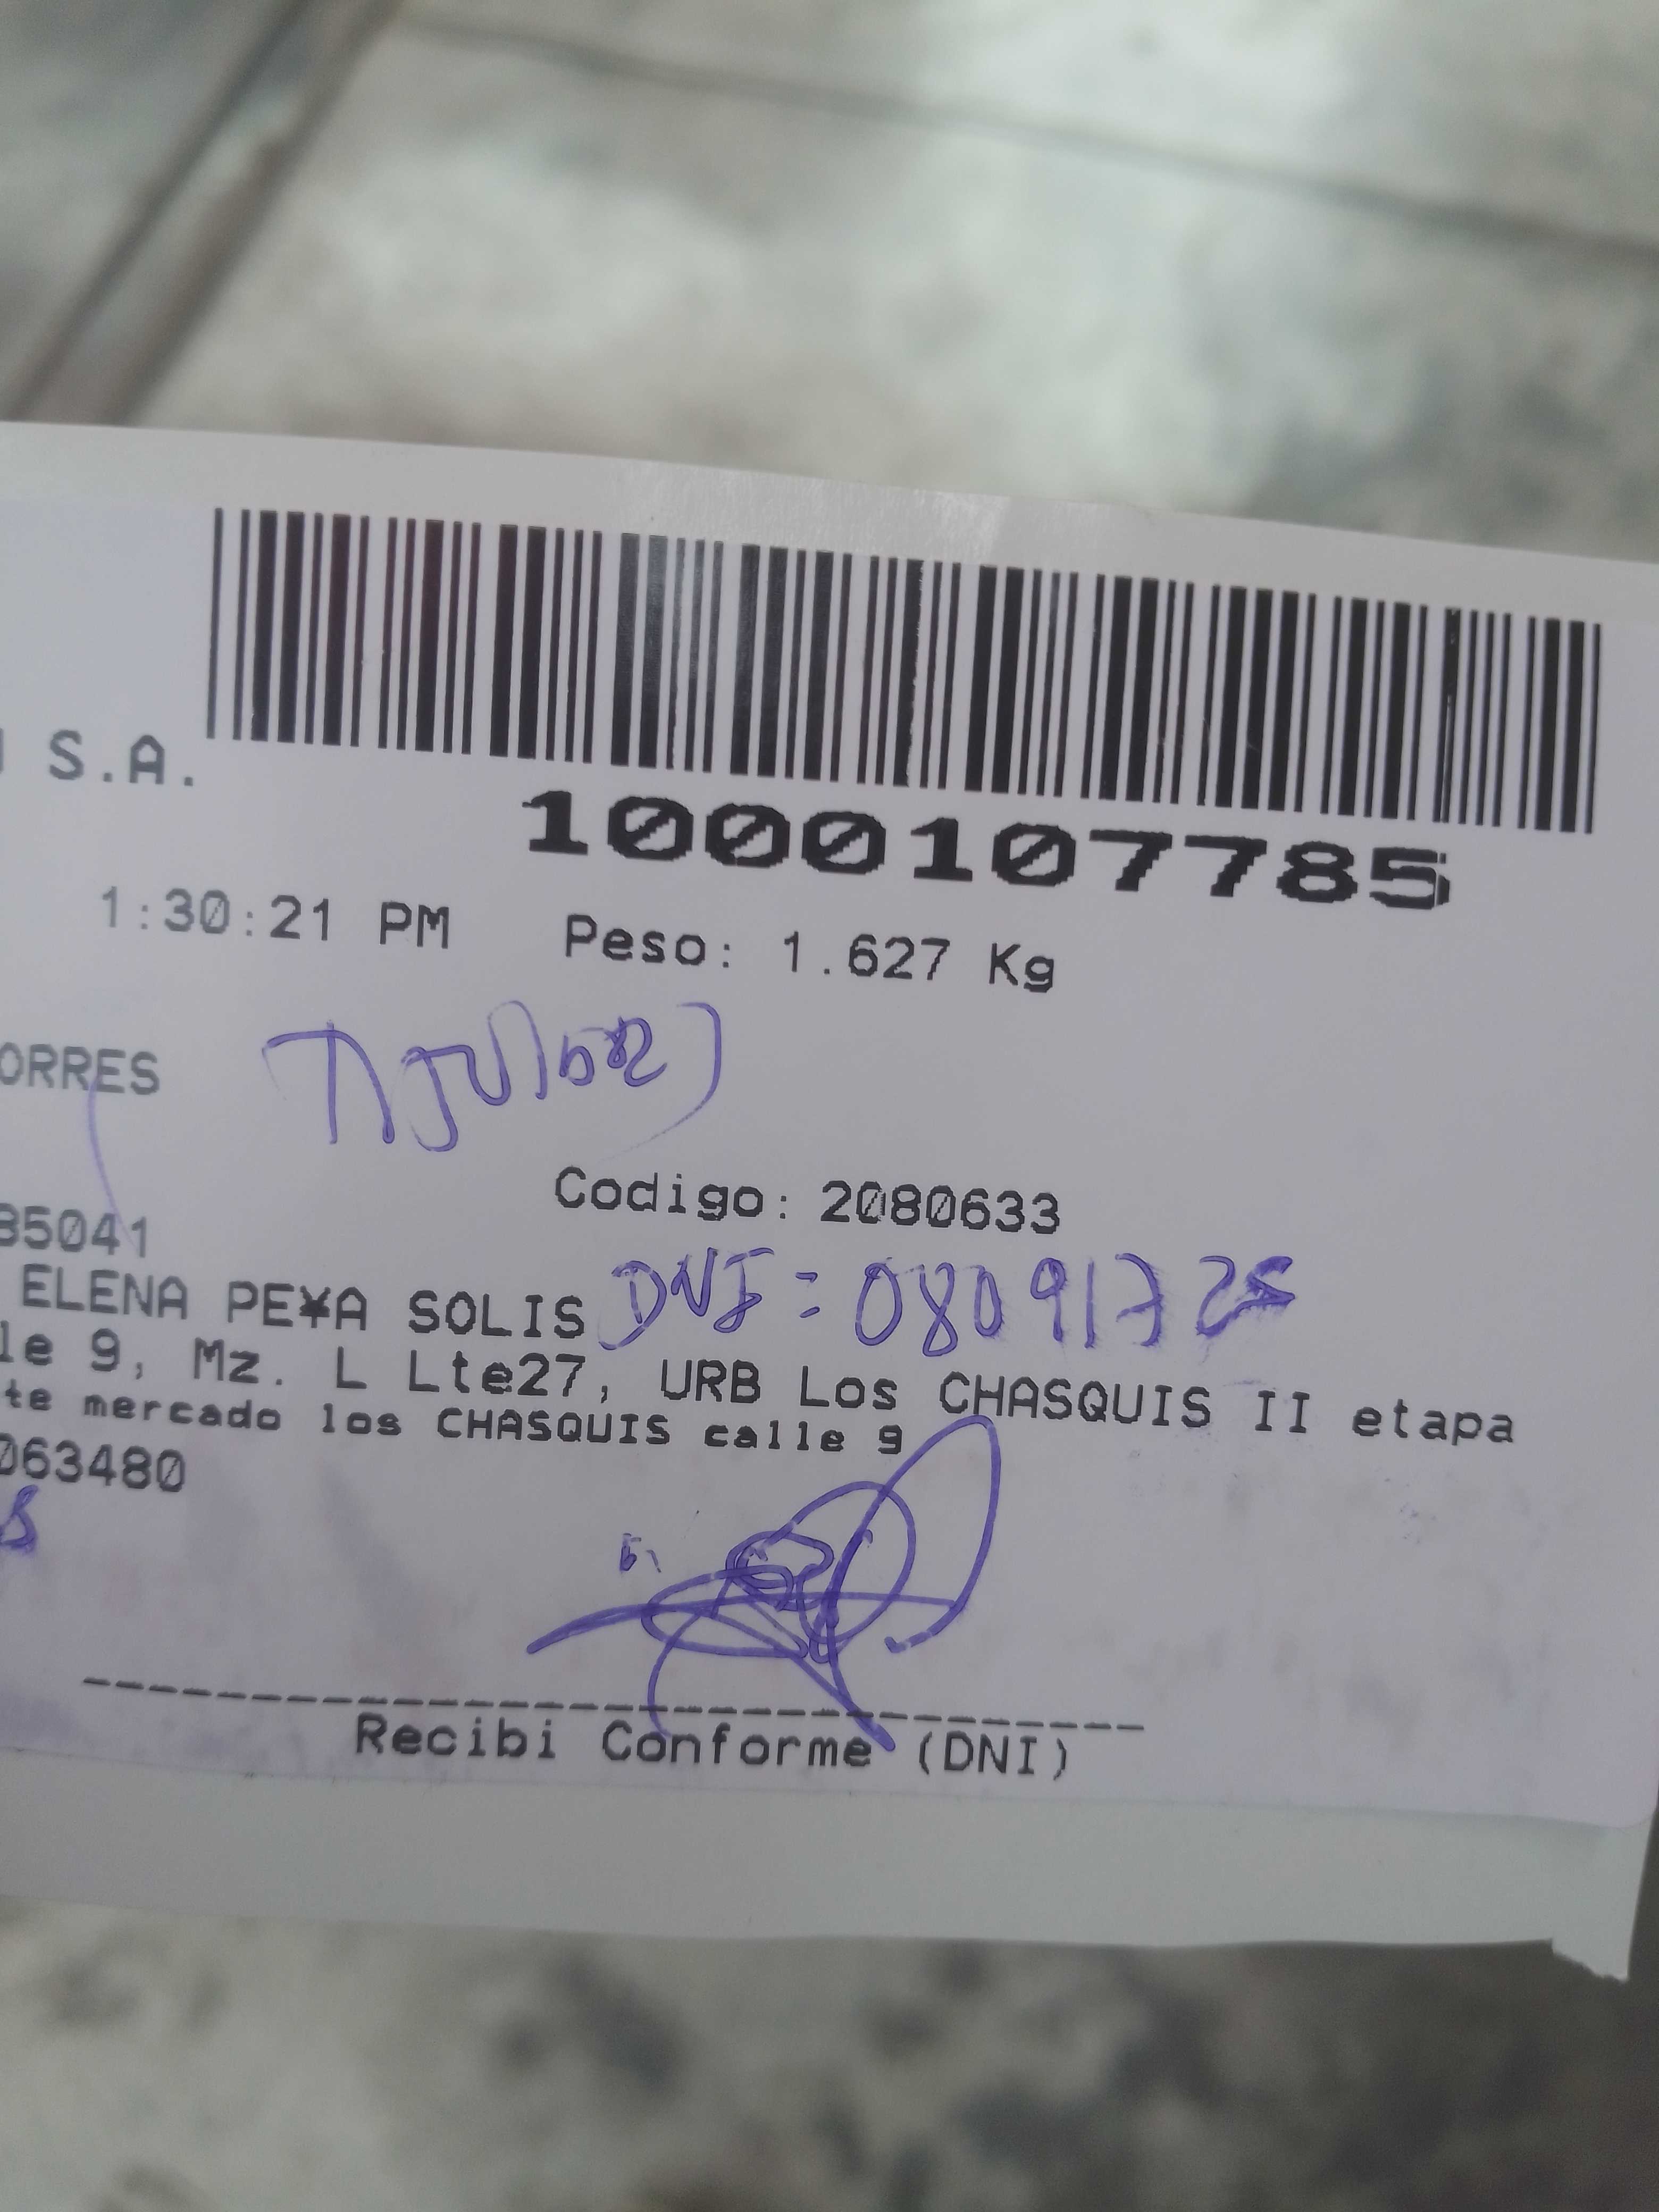 S.A.
1000107785
1:30:21 PM Peso: 1.627 Kg
ORRES
Codigo: 2080633
85041
ELENA PE¥A SOLIS DNI = 08091725
le 9, Mz. L Lte27, URB Los CHASQUIS II etapa
te mercado los CHASQUIS calle 9
063480
Recibi Conforme (DNI)